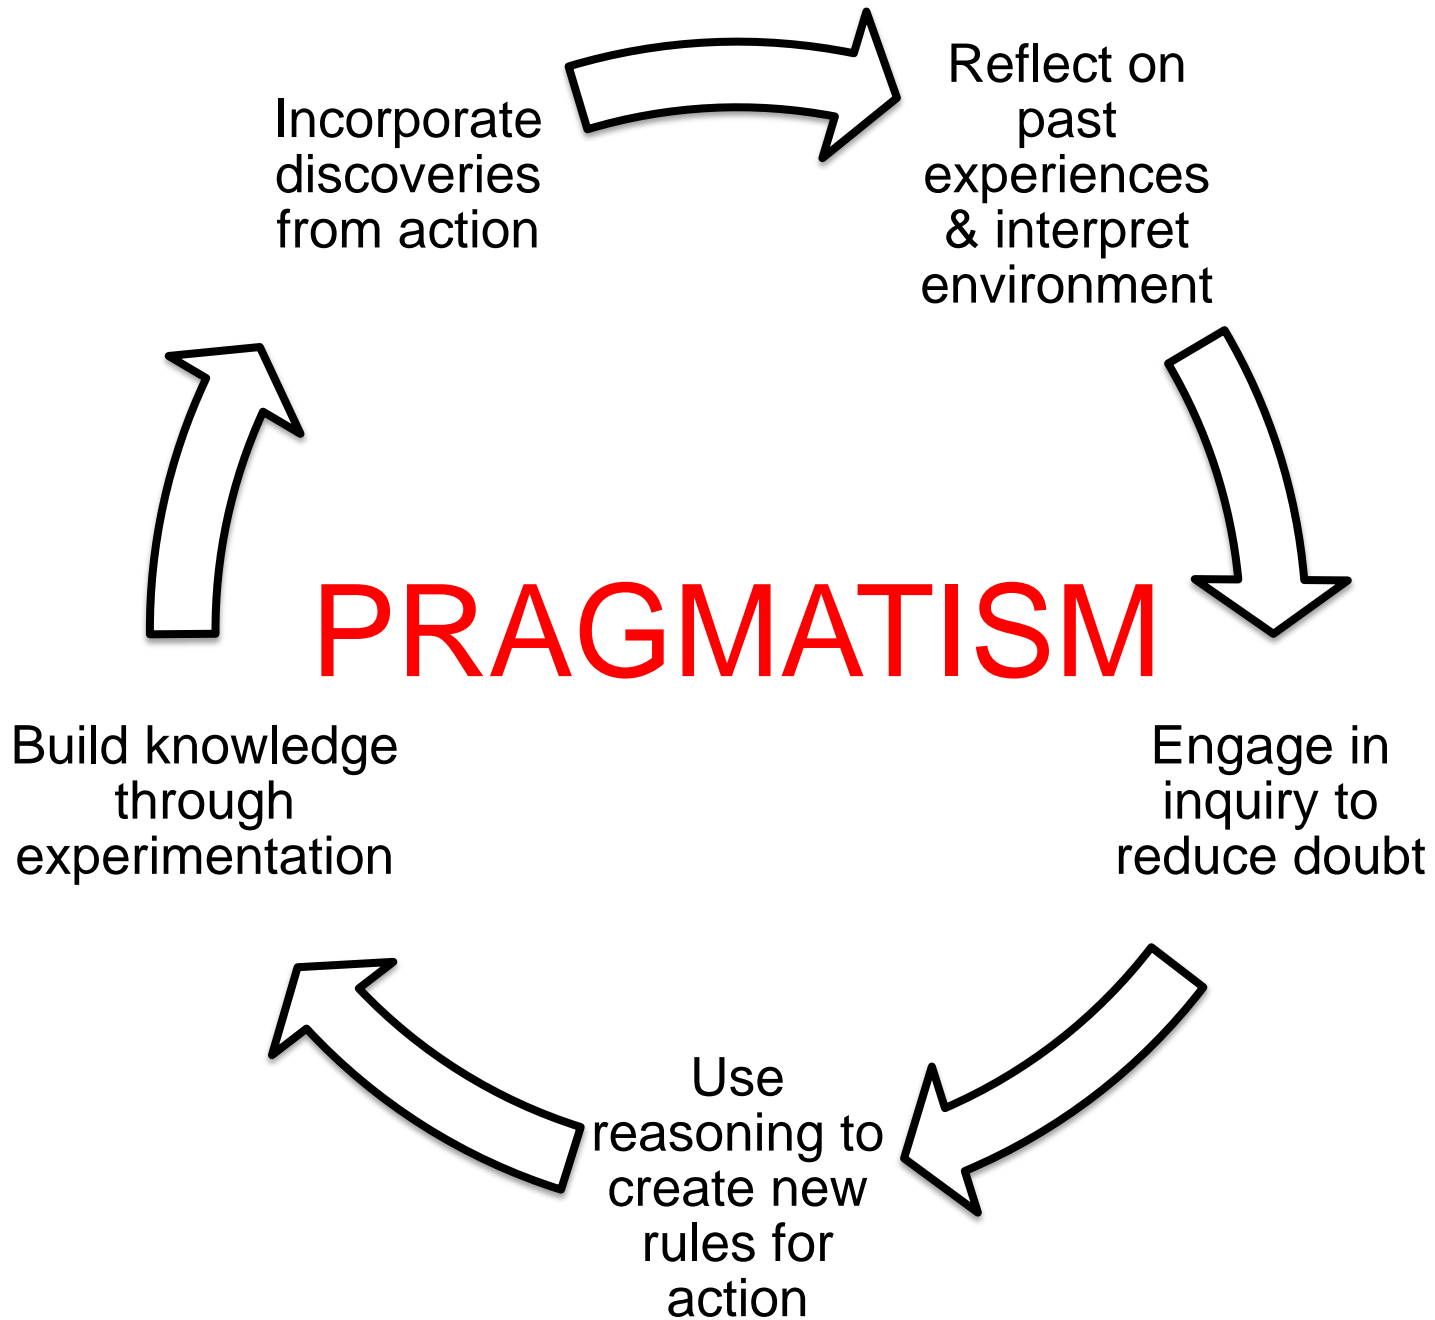 Incorporate
discoveries
from action
Reflect on
past
experiences
& interpret
environment
PRAGMATISM
Build knowledge
through
experimentation
Engage in
inquiry to
reduce doubt
Use
reasoning to
create new
rules for
action